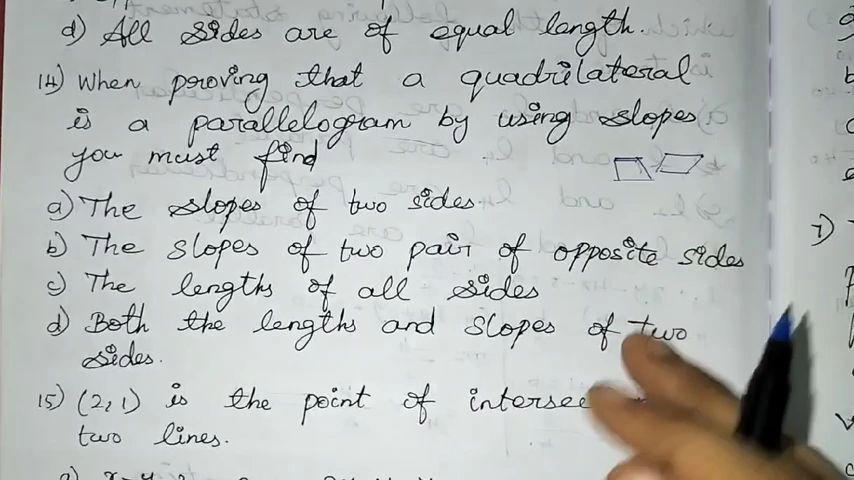 d) All sides are of equal length.
14) When proving that a quadrilateral
is a parallelogram by using slopes
you must find
a) The slopes of two sides
b) The slopes of two pair of opposite sides
c) The lengths of all sides
d) Both the lengths and slopes of two
sides.
15) (2,1) is the point of
two lines.
i)